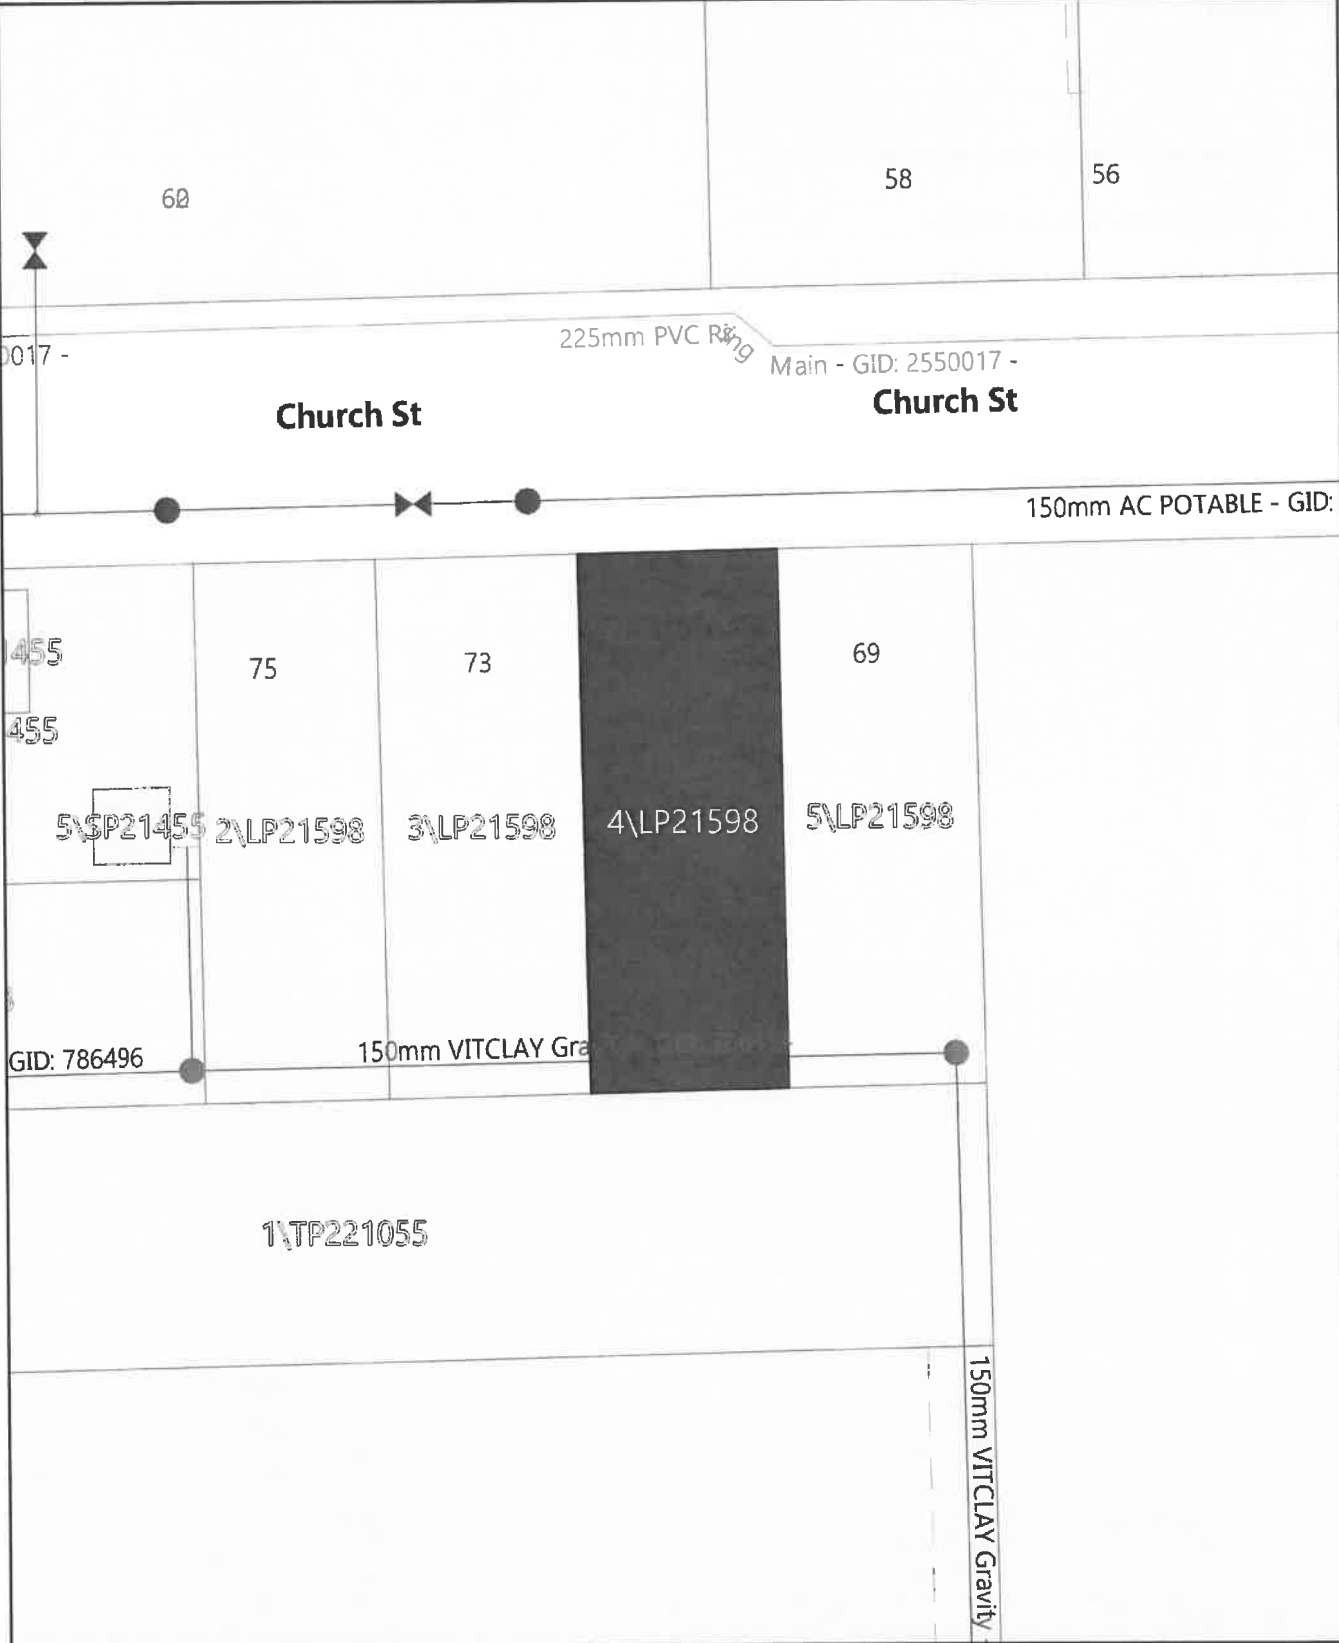 60
58
56
0017 -
225mm PVC Ring
Main - GID: 2550017 -
Church St
Church St
150mm AC POTABLE - GID:
455
75
73
69
455
5\SP21455
2\LP21598
3\LP21598
4\LP21598
5\LP21598
GID: 786496
150mm VITCLAY Gra
1\TP221055
150mm VITCLAY Gravity -